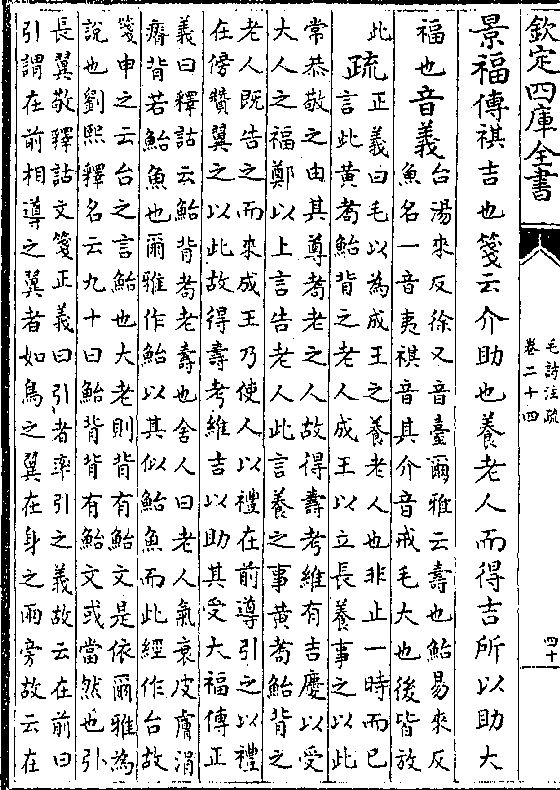 欽定四庫全書
毛詩注疏
卷二十四
四十
景福傳祺吉也箋云介助也養老人而得吉所以助大
福也音義
台湯來反徐又音臺爾雅云壽也鮐易來反
魚名一音夷祺音其介音戒毛大也後皆放
此
疏
正義曰毛以為成王之養老人也非止一時而已
言此黃耇鮐背之老人成王以立長養事之以此
常恭敬之由其尊耇老之人故得壽考維有吉慶以受
大人之福鄭以上言告老人此言養之事黃耇鮐背之
老人既告之而來成王乃使人以禮在前導引之以禮
在傍贊翼之以此故得壽考維吉以助其受大福傳正
義曰釋詁云鮐背耇老壽也舍人曰老人氣衰皮膚涓
瘠背若鮐魚也爾雅作鮐以其似鮐魚而此經作台故
箋申之云台之言鮐也大老則背有鮐文是依爾雅為
說也劉熙釋名云九十曰鮐背背有鮐文或當然也引
長翼敬釋詁文箋正義曰引者率引之義故云在前曰
引謂在前相導之翼者如鳥之翼在身之兩旁故云在